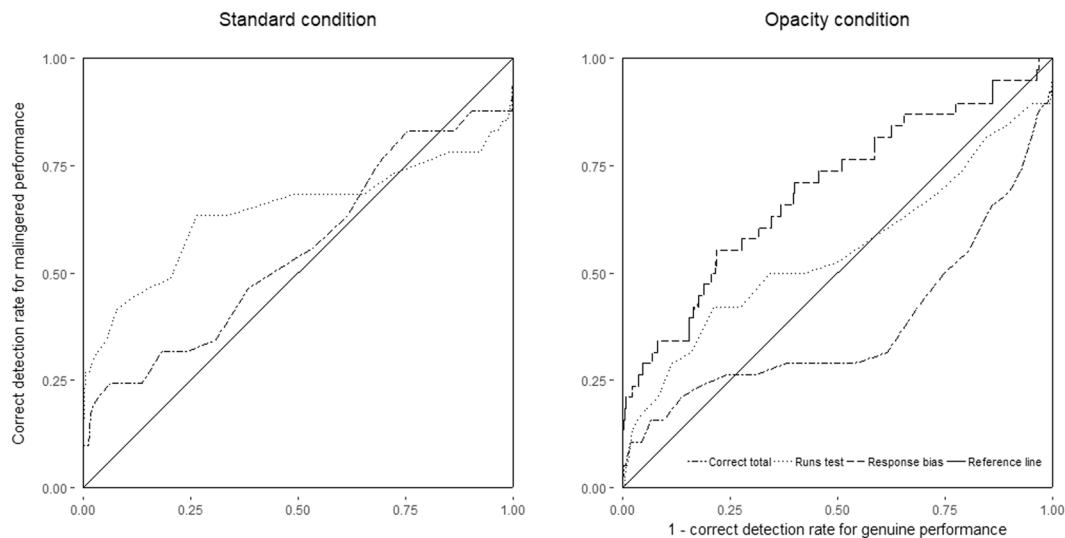 Standard condition
Opacity condition
Correct detection rate for malingered performance
1.00
0.75
0.50
0.25
0.00
0.00 0.25 0.50 0.75 1.00
1.00
0.75
0.50
0.25
0.00
Correct total Runs test Response bias Reference line
0.00 0.25 0.50 0.75 1.00
1 - correct detection rate for genuine performance